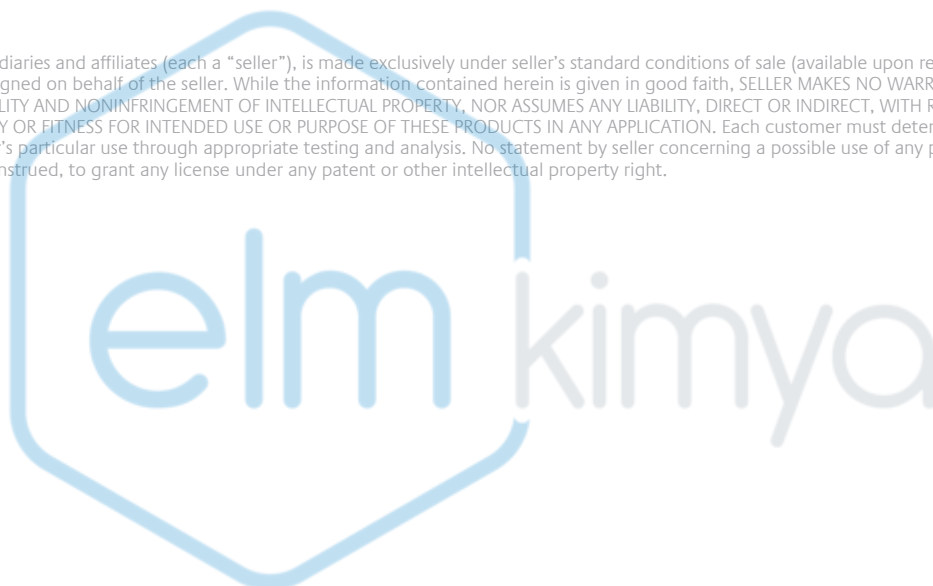 diaries and affiliates (each a “seller”), is made exclusively under seller’s standard conditions of sale (available upon re
igned on behalf of the seller. While the information contained herein is given in good faith, SELLER MAKES NO WARR
LITY AND NONINFRINGEMENT OF INTELLECTUAL PROPERTY, NOR ASSUMES ANY LIABILITY, DIRECT OR INDIRECT, WITH R
Y OR FITNESS FOR INTENDED USE OR PURPOSE OF THESE PRODUCTS IN ANY APPLICATION. Each customer must deter
r’s particular use through appropriate testing and analysis. No statement by seller concerning a possible use of any p
nstrued, to grant any license under any patent or other intellectual property right.
elm kimya